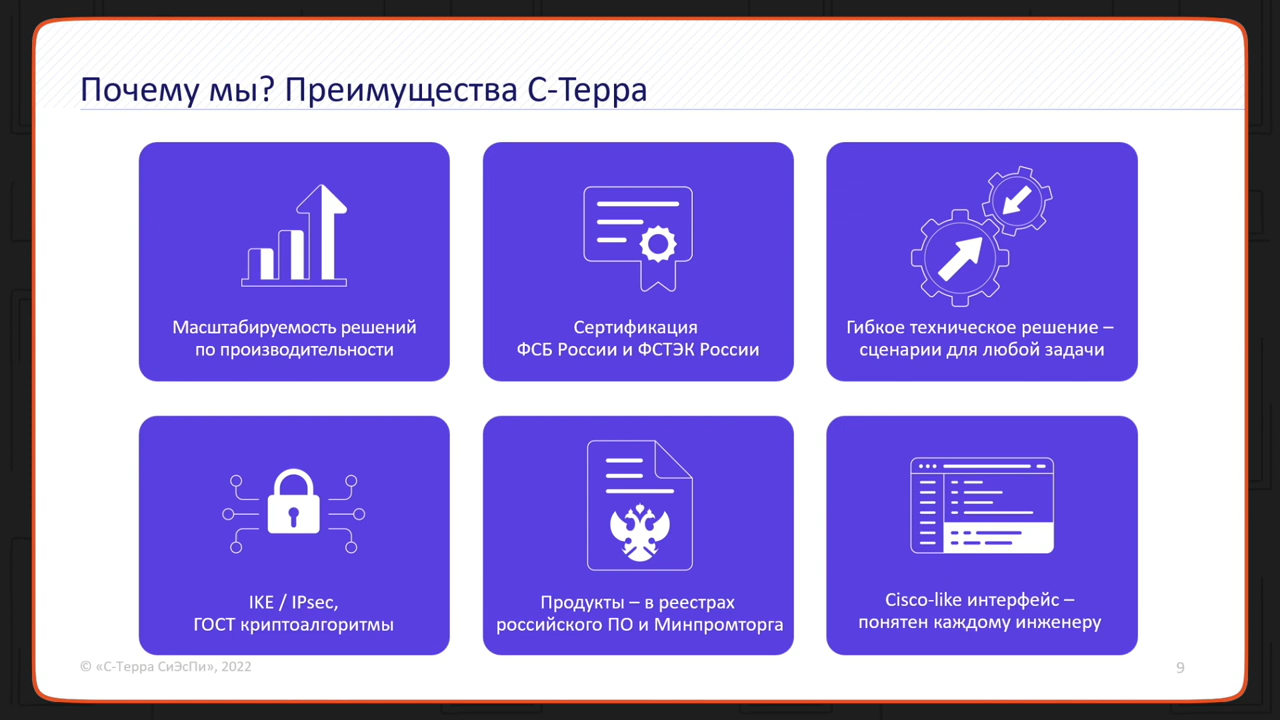 Почему мы? Преимущества С-Терра
Масштабируемость решений
по производительности
Сертификация
ФСБ России и ФСТЭК России
Гибкое техническое решение –
сценарии для любой задачи
IKE / IPsec,
ГОСТ криптоалгоритмы
Продукты – в реестрах
российского ПО и Минпромторга
Cisco-like интерфейс –
понятен каждому инженеру
© «С-Терра СиЭсПи», 2022
9